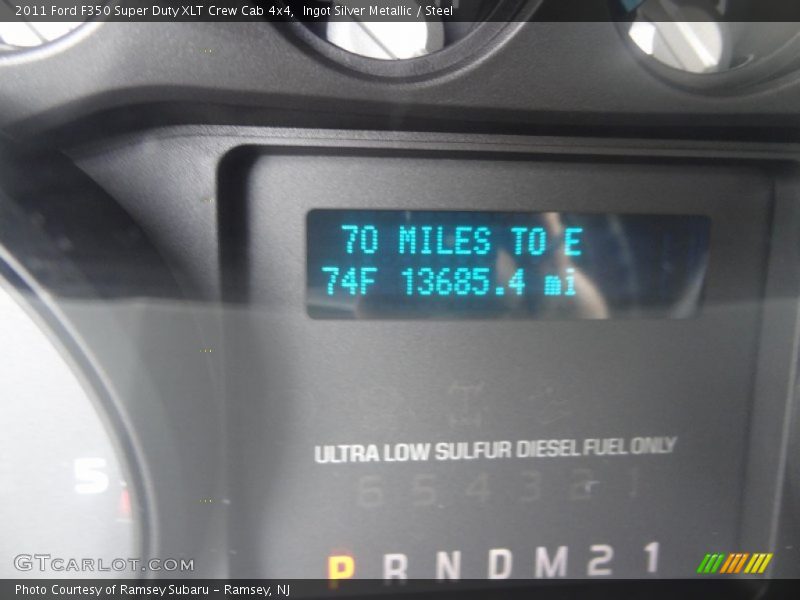 2011 Ford F350 Super Duty XLT Crew Cab 4x4, Ingot Silver Metallic / Steel
70 MILES TO E
74F 13685.4 mi
ULTRA LOW SULFUR DIESEL FUEL ONLY
6 5 4 3 2 1
5
P R N D M 2 1
GTCARLOT.COM
Photo Courtesy of Ramsey Subaru - Ramsey, NJ